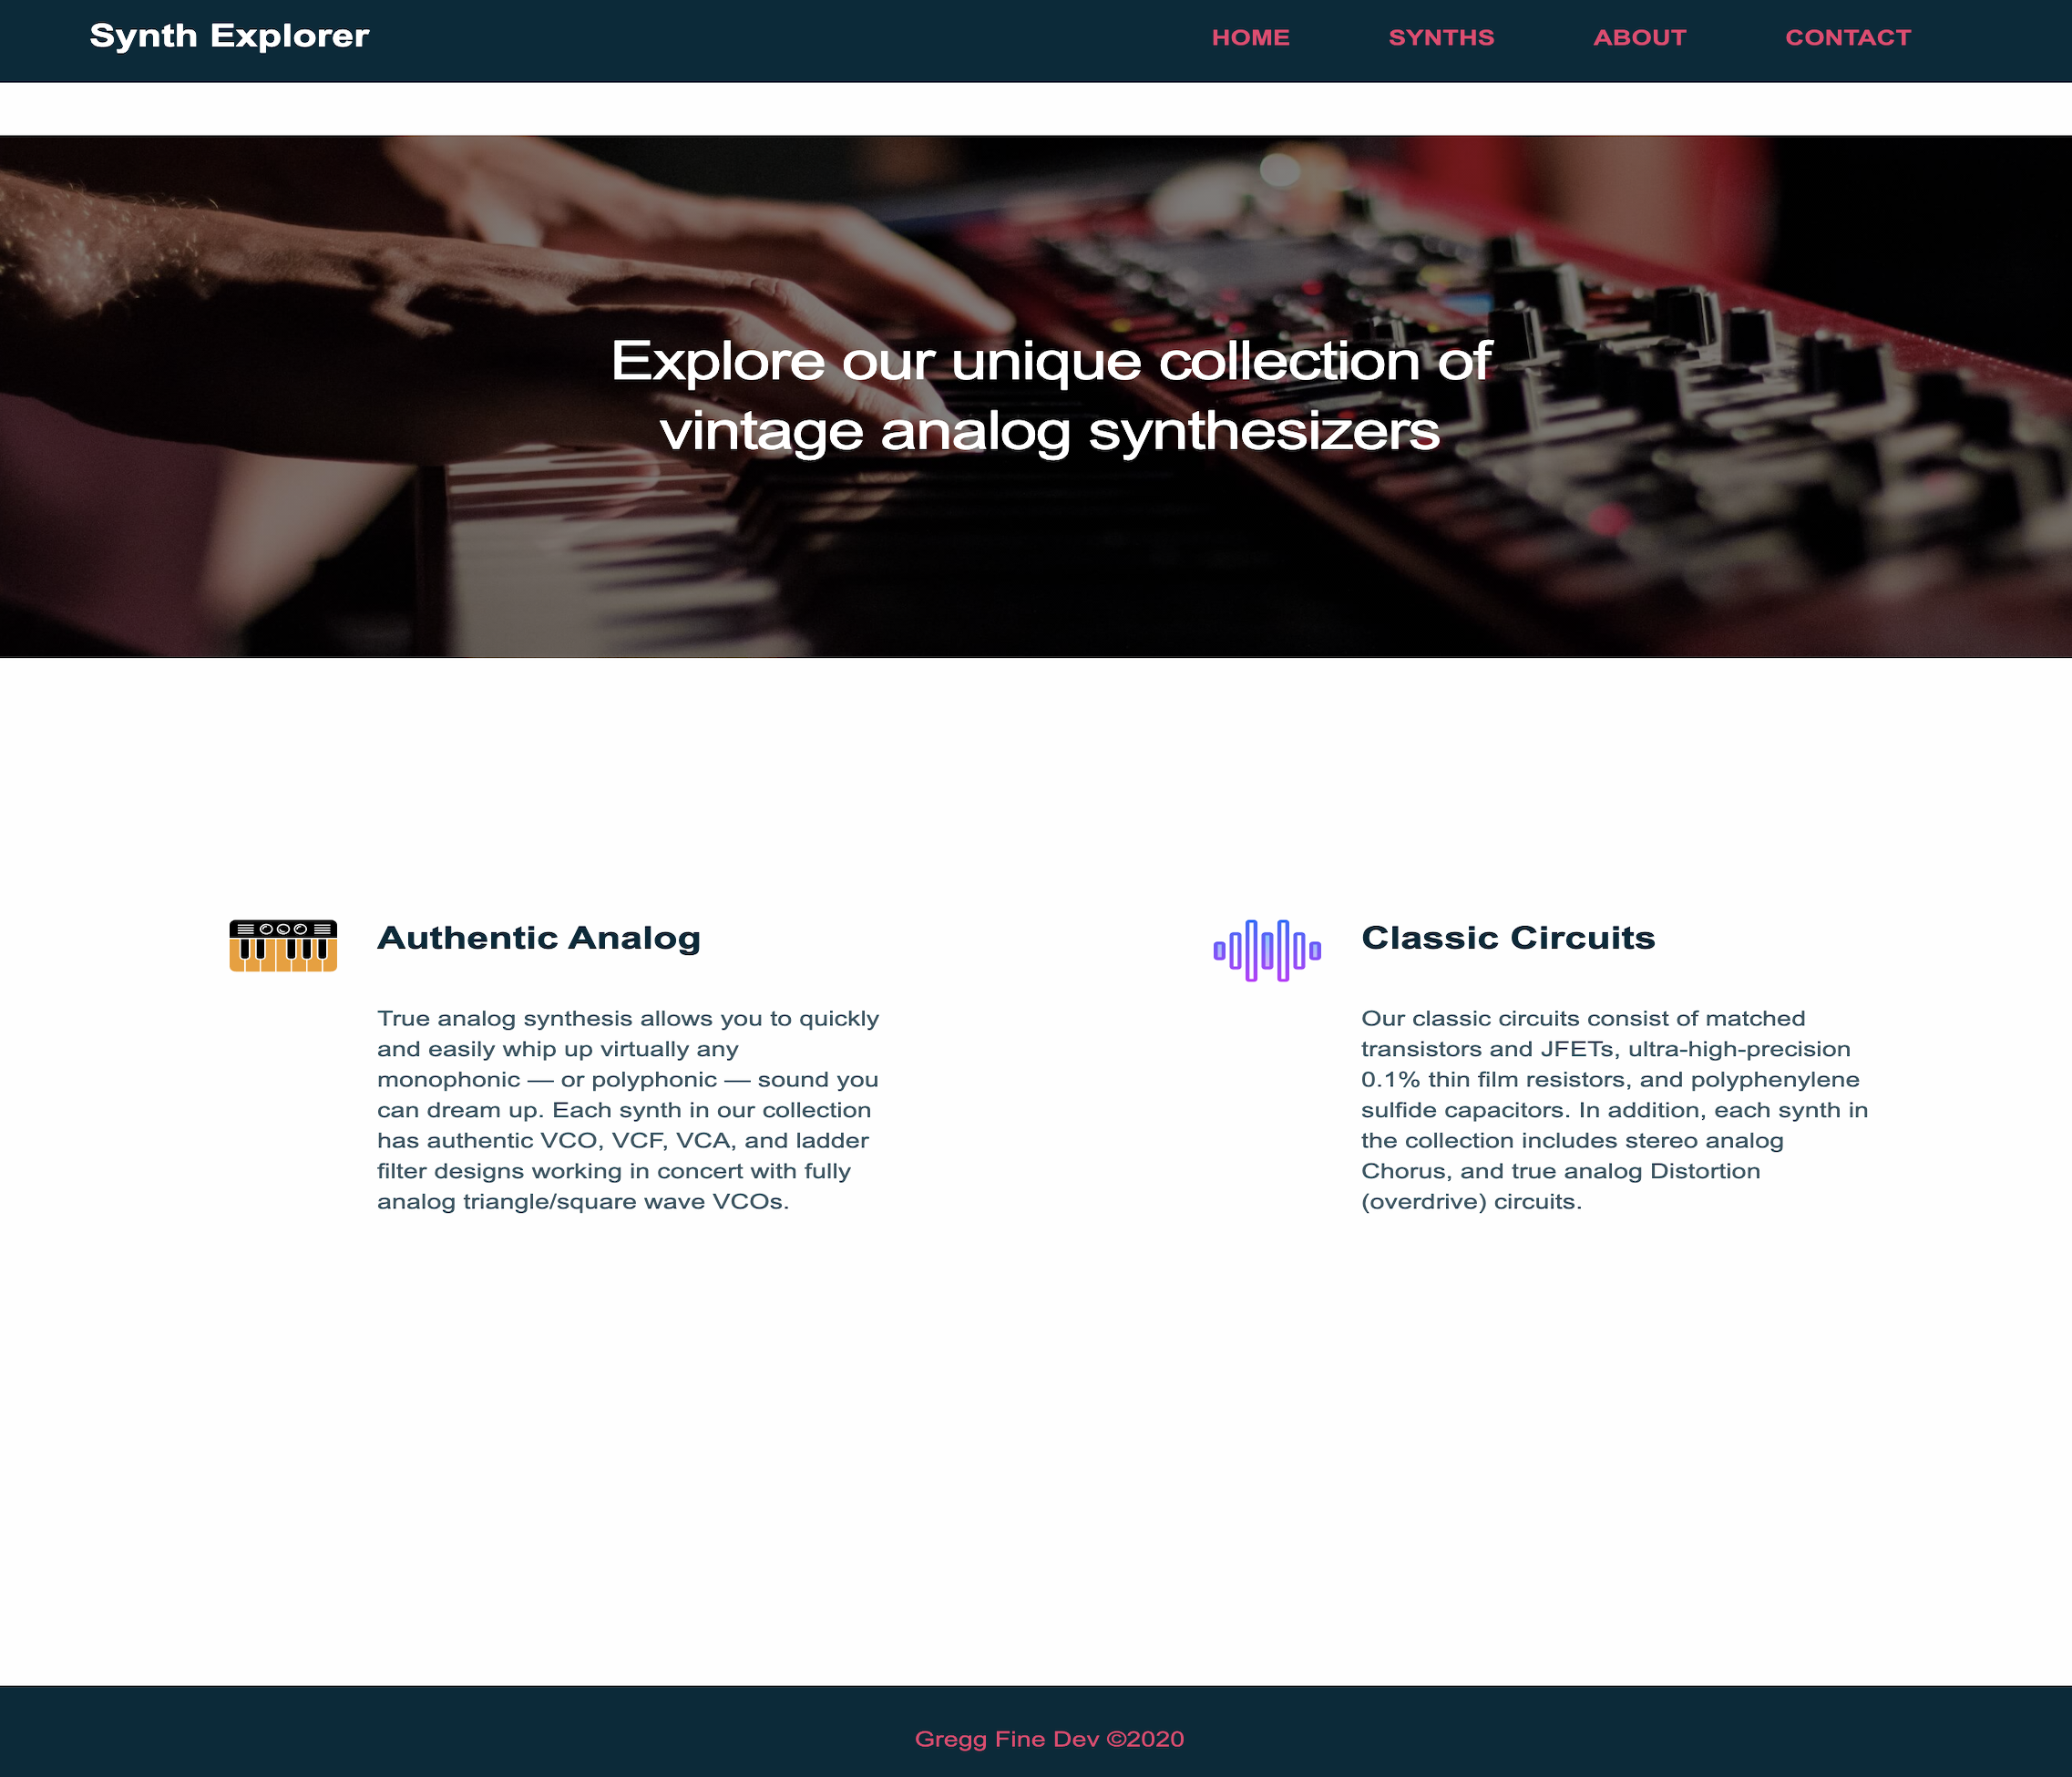 Synth Explorer
HOME SYNTHS ABOUT CONTACT
Explore our unique collection of
vintage analog synthesizers
Authentic Analog
True analog synthesis allows you to quickly
and easily whip up virtually any
monophonic — or polyphonic — sound you
can dream up. Each synth in our collection
has authentic VCO, VCF, VCA, and ladder
filter designs working in concert with fully
analog triangle/square wave VCOs.
Classic Circuits
Our classic circuits consist of matched
transistors and JFETs, ultra-high-precision
0.1% thin film resistors, and polyphenylene
sulfide capacitors. In addition, each synth in
the collection includes stereo analog
Chorus, and true analog Distortion
(overdrive) circuits.
Gregg Fine Dev ©2020